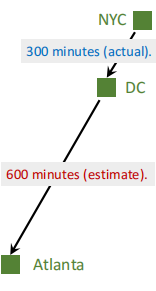 NYC
300 minutes (actual).
DC
600 minutes (estimate).
Atlanta